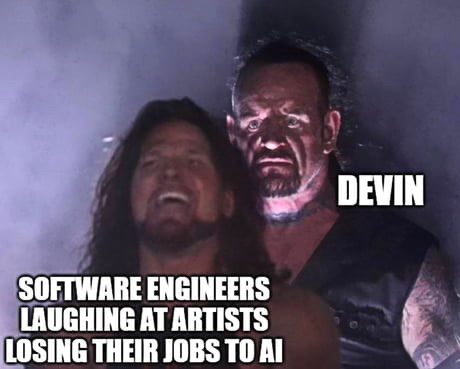 DEVIN
SOFTWARE ENGINEERS
LAUGHING AT ARTISTS
LOSING THEIR JOBS TO AI